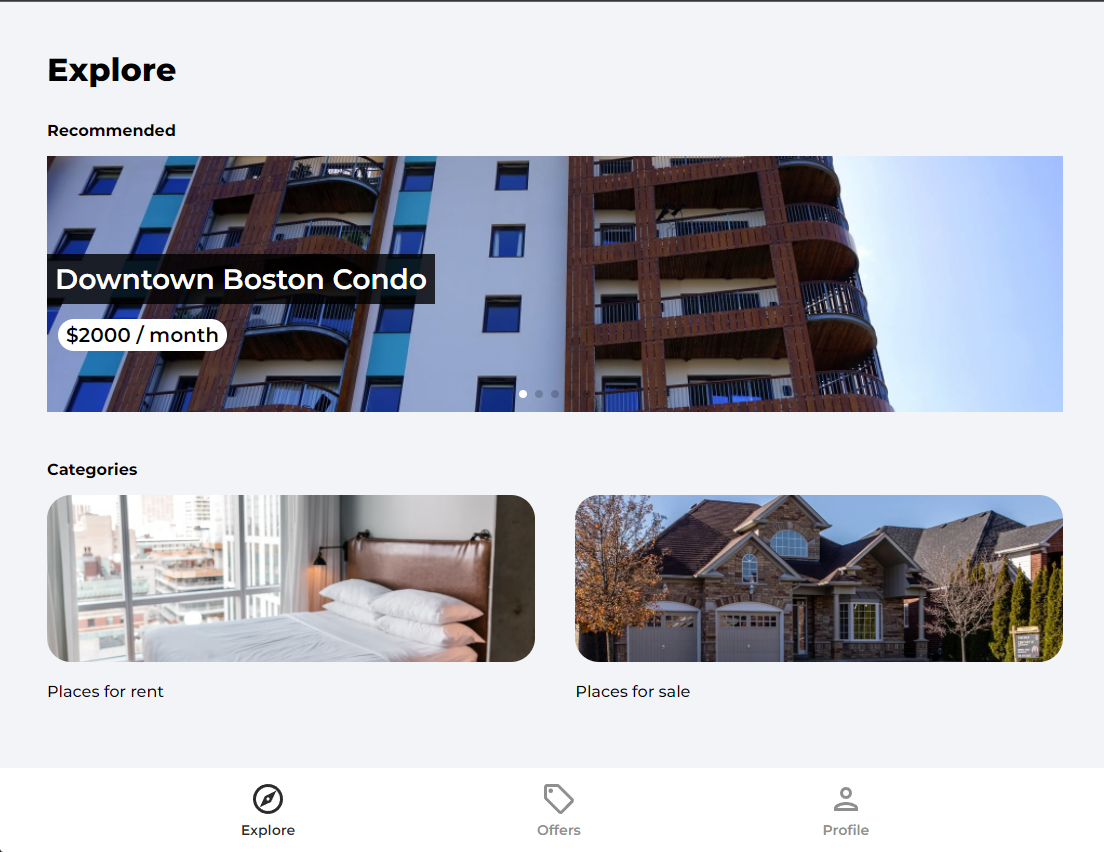 Explore
Recommended
Downtown Boston Condo
$2000 / month
Categories
Places for rent
Places for sale
Explore
Offers
Profile